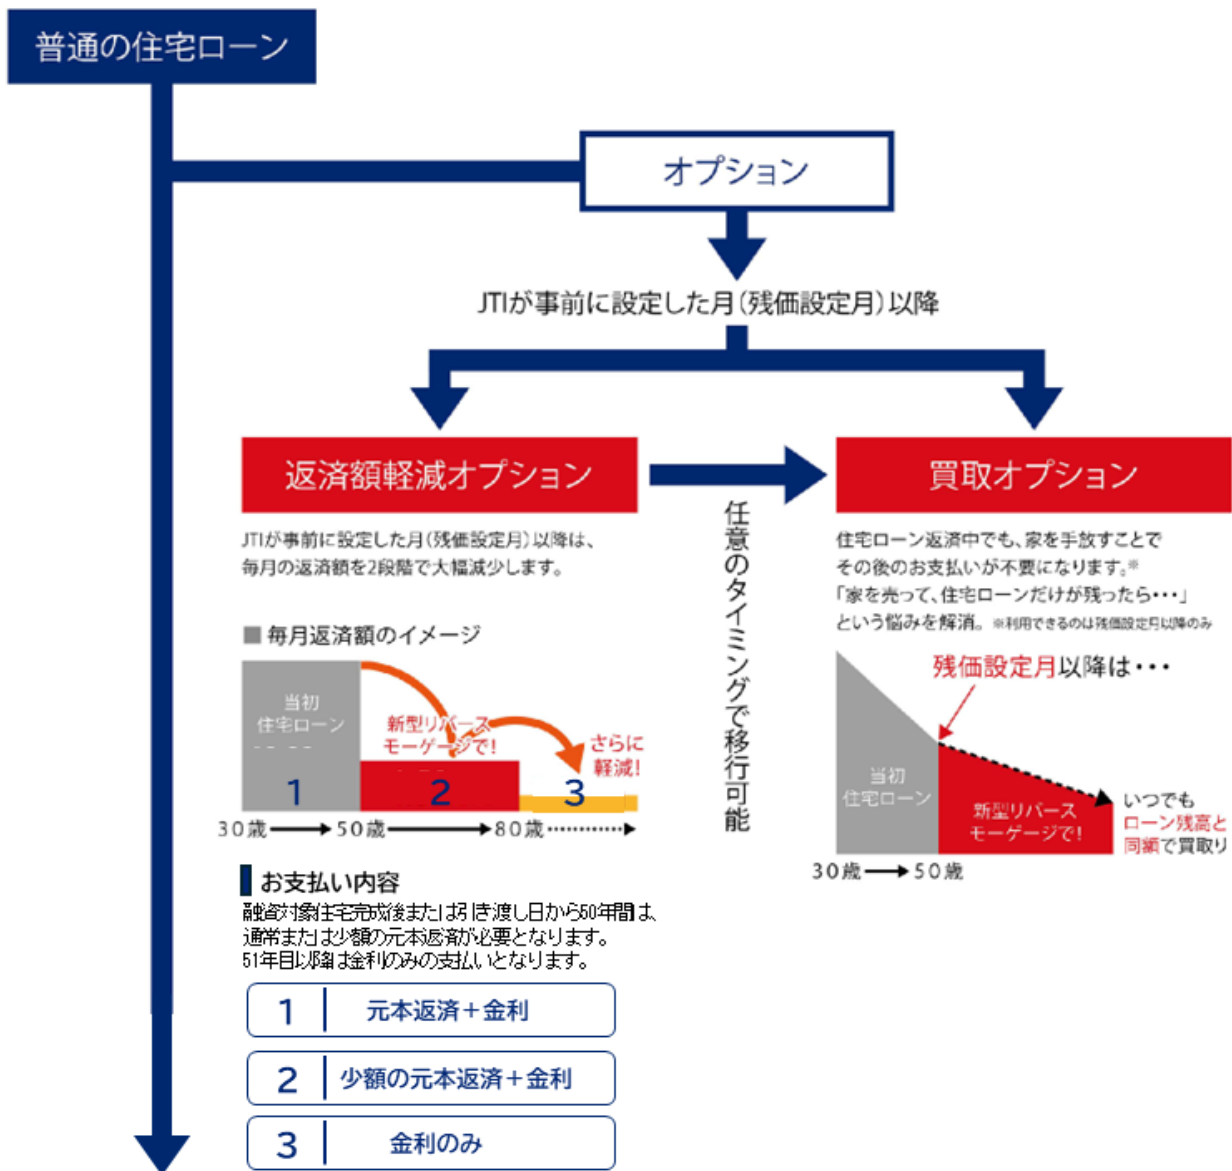 普通の住宅ローン
オプション
JTIが事前に設定した月(残価設定月)以降
返済額軽減オプション
JTIが事前に設定した月(残価設定月)以降は、
毎月の返済額を2段階で大幅減少します。
■ 毎月返済額のイメージ
当初
住宅ローン
新型リバース
モーゲージで!
さらに
軽減!
1
2
3
30歳
50歳
80歳
任意のタイミングで移行可能
買取オプション
住宅ローン返済中でも、家を手放すことで
その後のお支払いが不要になります。※
「家を売って、住宅ローンだけが残ったら・・・」
という悩みを解消。 ※利用できるのは残価設定月以降のみ
残価設定月以降は・・・
当初
住宅ローン
新型リバース
モーゲージで!
いつでも
ローン残高と
同額で買取り
30歳
50歳
お支払い内容
融資対象住宅完成後または引き渡し日から50年間は、
通常または少額の元本返済が必要となります。
51年目以降は金利のみの支払いとなります。
1 元本返済+金利
2 少額の元本返済+金利
3 金利のみ